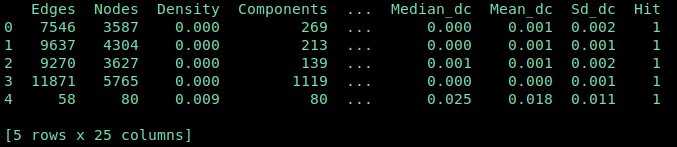 Edges Nodes Density Components ... Median_dc Mean_dc Sd_dc Hit
0 7546 3587 0.000 269 ... 0.000 0.001 0.002 1
1 9637 4304 0.000 213 ... 0.000 0.001 0.001 1
2 9270 3627 0.000 139 ... 0.001 0.001 0.002 1
3 11871 5765 0.000 1119 ... 0.000 0.000 0.001 1
4 58 80 0.009 80 ... 0.025 0.018 0.011 1
[5 rows x 25 columns]